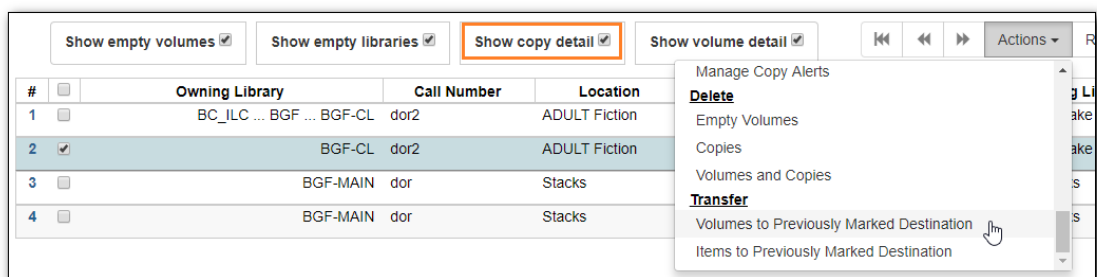 Show empty volumes
Show empty libraries
Show copy detail
Show volume detail
Actions
R
# Owning Library Call Number Location
1 BC_ILC ... BGF ... BGF-CL dor2 ADULT Fiction
2 BGF-CL dor2 ADULT Fiction
3 BGF-MAIN dor Stacks
4 BGF-MAIN dor Stacks
Manage Copy Alerts
Delete
Empty Volumes
Copies
Volumes and Copies
Transfer
Volumes to Previously Marked Destination
Items to Previously Marked Destination
g Li
ake
ake
s
s